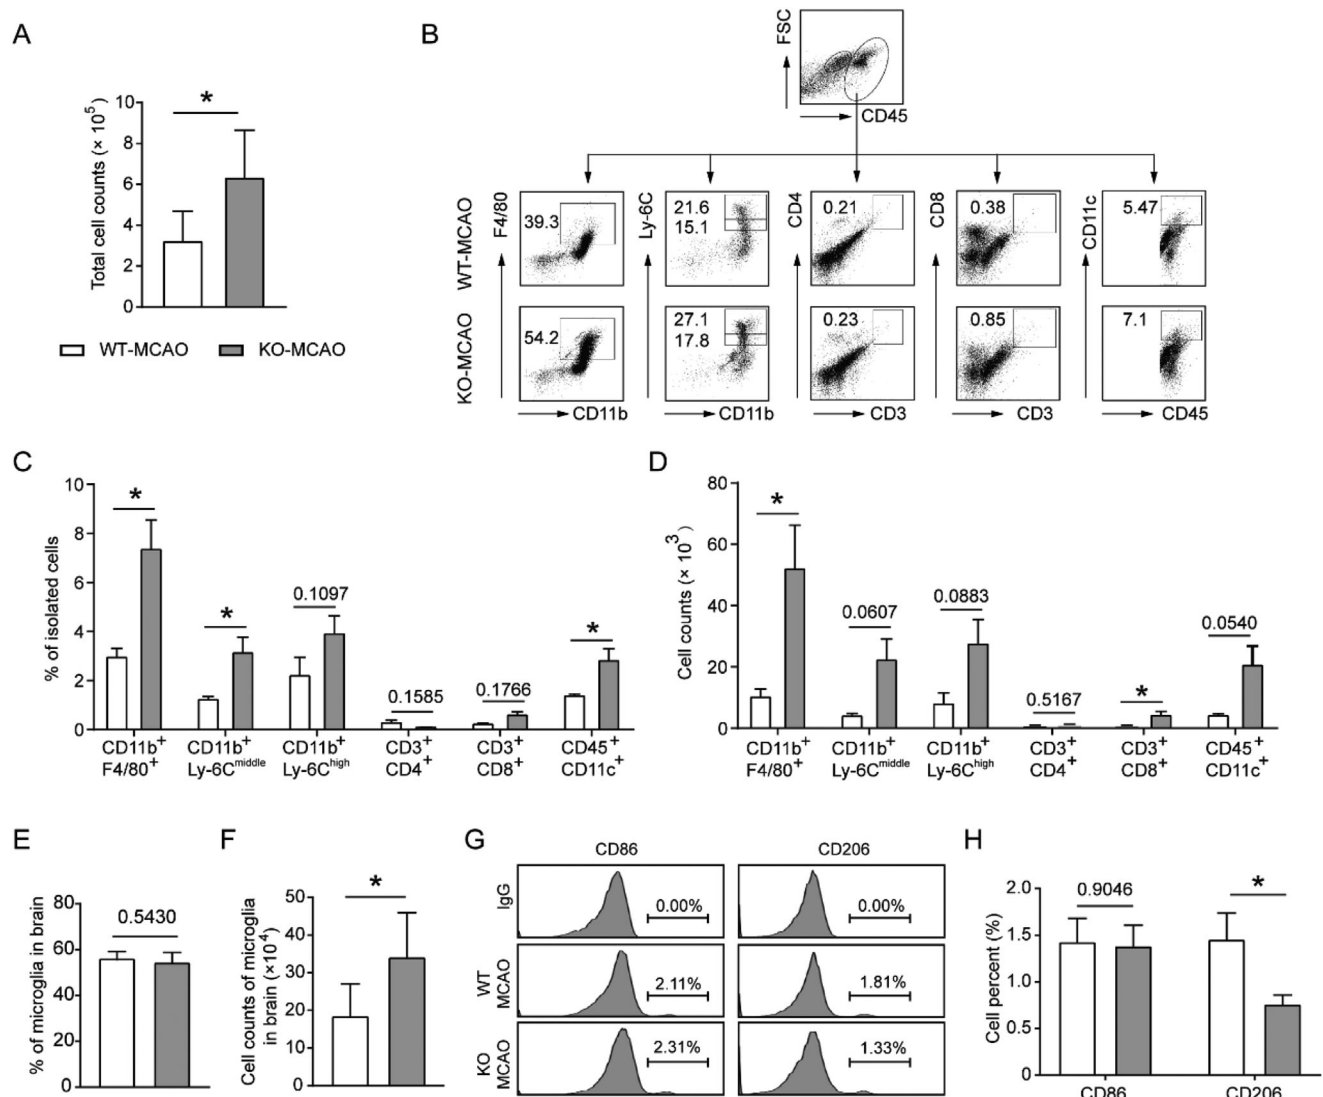 A
Total cell counts (× 10⁵)
10
8
6
4
2
0
*
WT-MCAO
KO-MCAO
B
FSC
CD45
WT-MCAO
F4/80
39.3
Ly-6C
21.6
15.1
CD4
0.21
CD8
0.38
CD11c
5.47
KO-MCAO
54.2
27.1
17.8
0.23
0.85
7.1
CD11b
CD11b
CD3
CD3
CD45
C
% of isolated cells
10
8
6
4
2
0
*
*
0.1097
0.1585
0.1766
*
CD11b⁺ CD11b⁺ CD11b⁺ CD3⁺ CD3⁺ CD45⁺
F4/80⁺ Ly-6Cᵐⁱᵈᵈˡᵉ Ly-6Cʰⁱᵍʰ CD4⁺ CD8⁺ CD11c⁺
D
Cell counts (× 10³)
80
60
40
20
0
*
0.0607
0.0883
0.5167
*
0.0540
CD11b⁺ CD11b⁺ CD11b⁺ CD3⁺ CD3⁺ CD45⁺
F4/80⁺ Ly-6Cᵐⁱᵈᵈˡᵉ Ly-6Cʰⁱᵍʰ CD4⁺ CD8⁺ CD11c⁺
E
% of microglia in brain
80
60
40
20
0
0.5430
F
Cell counts of microglia
in brain (×10⁴)
50
40
30
20
10
0
*
G
CD86
CD206
IgG
0.00%
0.00%
WT
MCAO
2.11%
1.81%
KO
MCAO
2.31%
1.33%
H
Cell percent (%)
2.0
1.5
1.0
0.5
0
0.9046
*
CD86
CD206